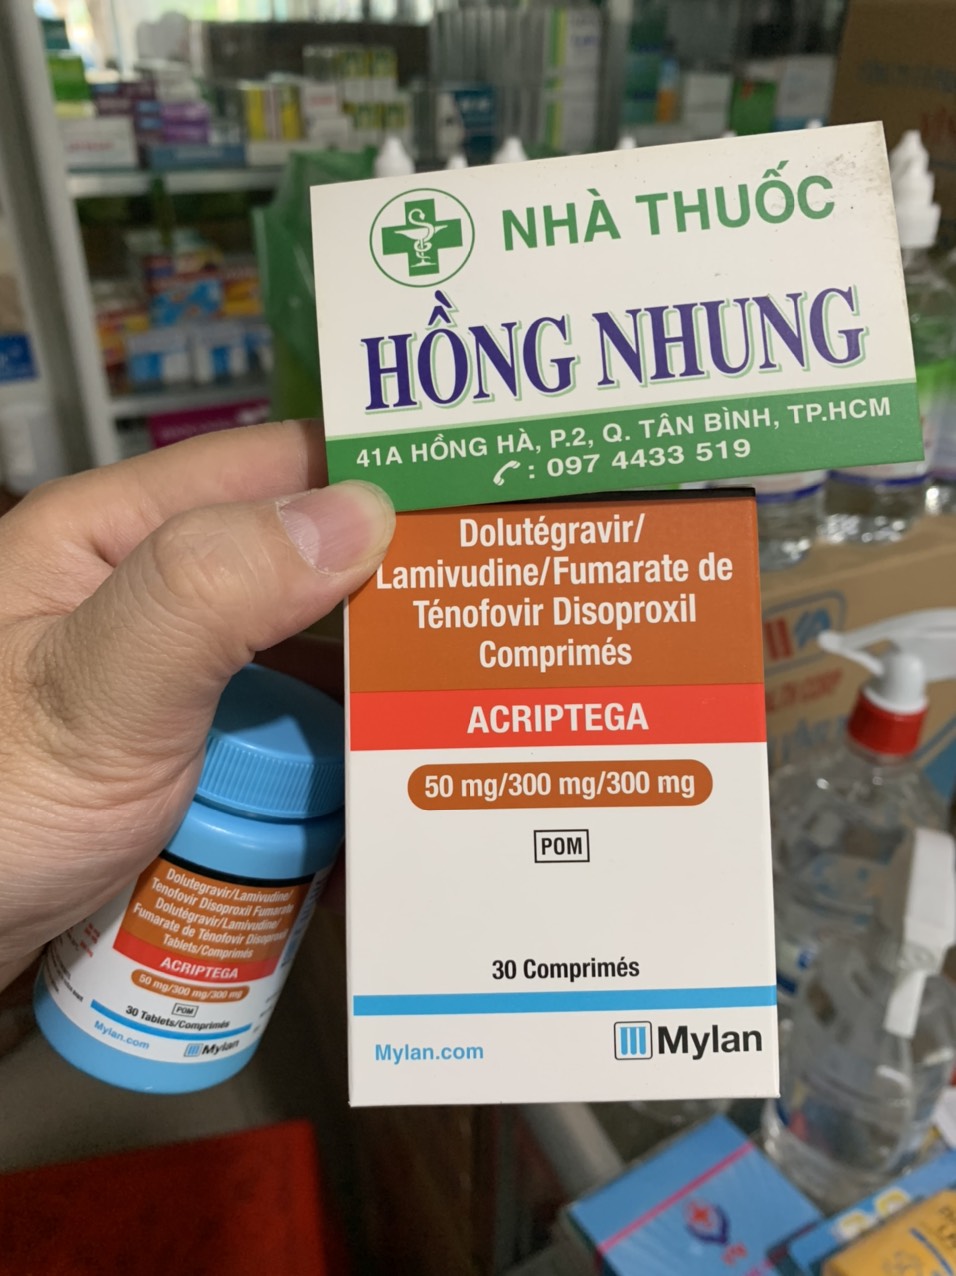 NHÀ THUỐC
HỒNG NHUNG
41A HỒNG HÀ, P.2, Q. TÂN BÌNH, TP.HCM
: 097 4433 519
Dolutégravir/
Lamivudine/Fumarate de
Ténofovir Disoproxil
Comprimés
ACRIPTEGA
50 mg/300 mg/300 mg
POM
30 Comprimés
Mylan.com
Mylan
Dolutegravir/Lamivudine/
Tenofovir Disoproxil Fumarate
Dolutégravir/Lamivudine/
Fumarate de Ténofovir Disoproxil
Tablets/Comprimés
ACRIPTEGA
50 mg/300 mg/300 mg
POM
30 Tablets/Comprimés
Mylan.com
Mylan